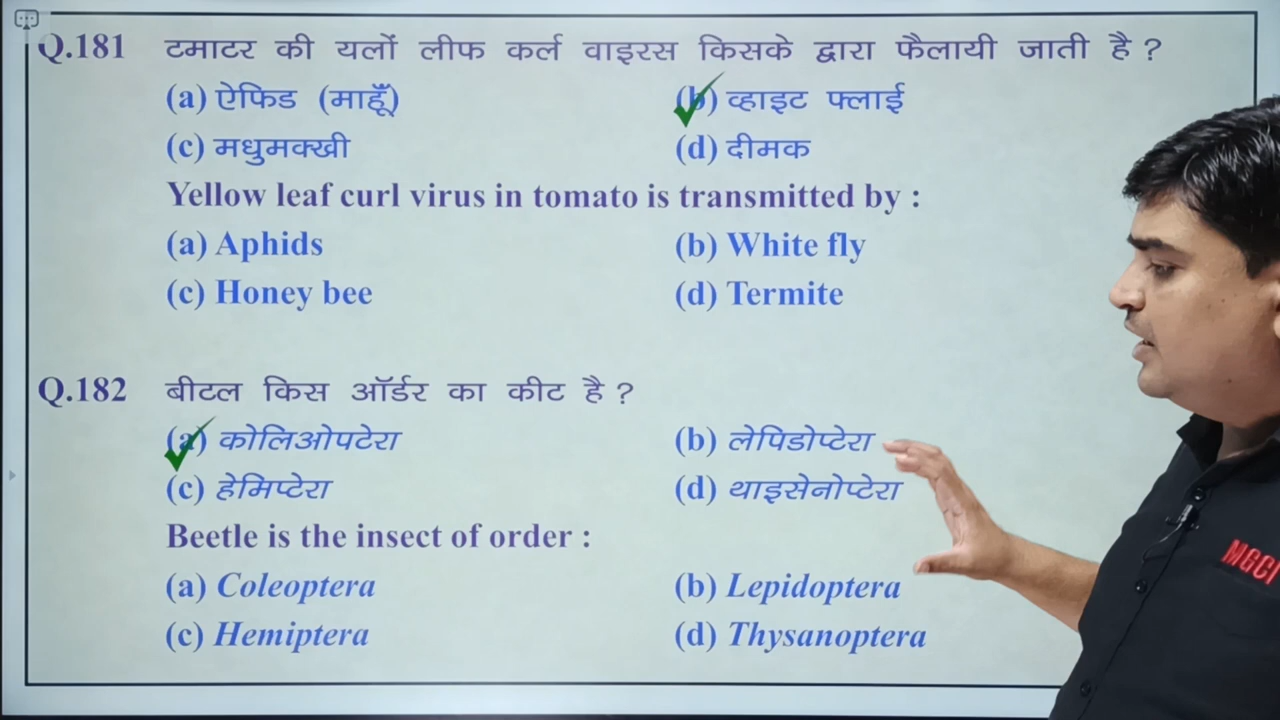 Q.181 टमाटर की यलों लीफ कर्ल वाइरस किसके द्वारा फैलायी जाती है ?
(a) ऐफिड (माहूँ) (b) व्हाइट फ्लाई
(c) मधुमक्खी (d) दीमक
Yellow leaf curl virus in tomato is transmitted by :
(a) Aphids (b) White fly
(c) Honey bee (d) Termite
Q.182 बीटल किस ऑर्डर का कीट है ?
(a) कोलिओपटेरा (b) लेपिडोप्टेरा
(c) हेमिप्टेरा (d) थाइसेनोप्टेरा
Beetle is the insect of order :
(a) Coleoptera (b) Lepidoptera
(c) Hemiptera (d) Thysanoptera
MGCI